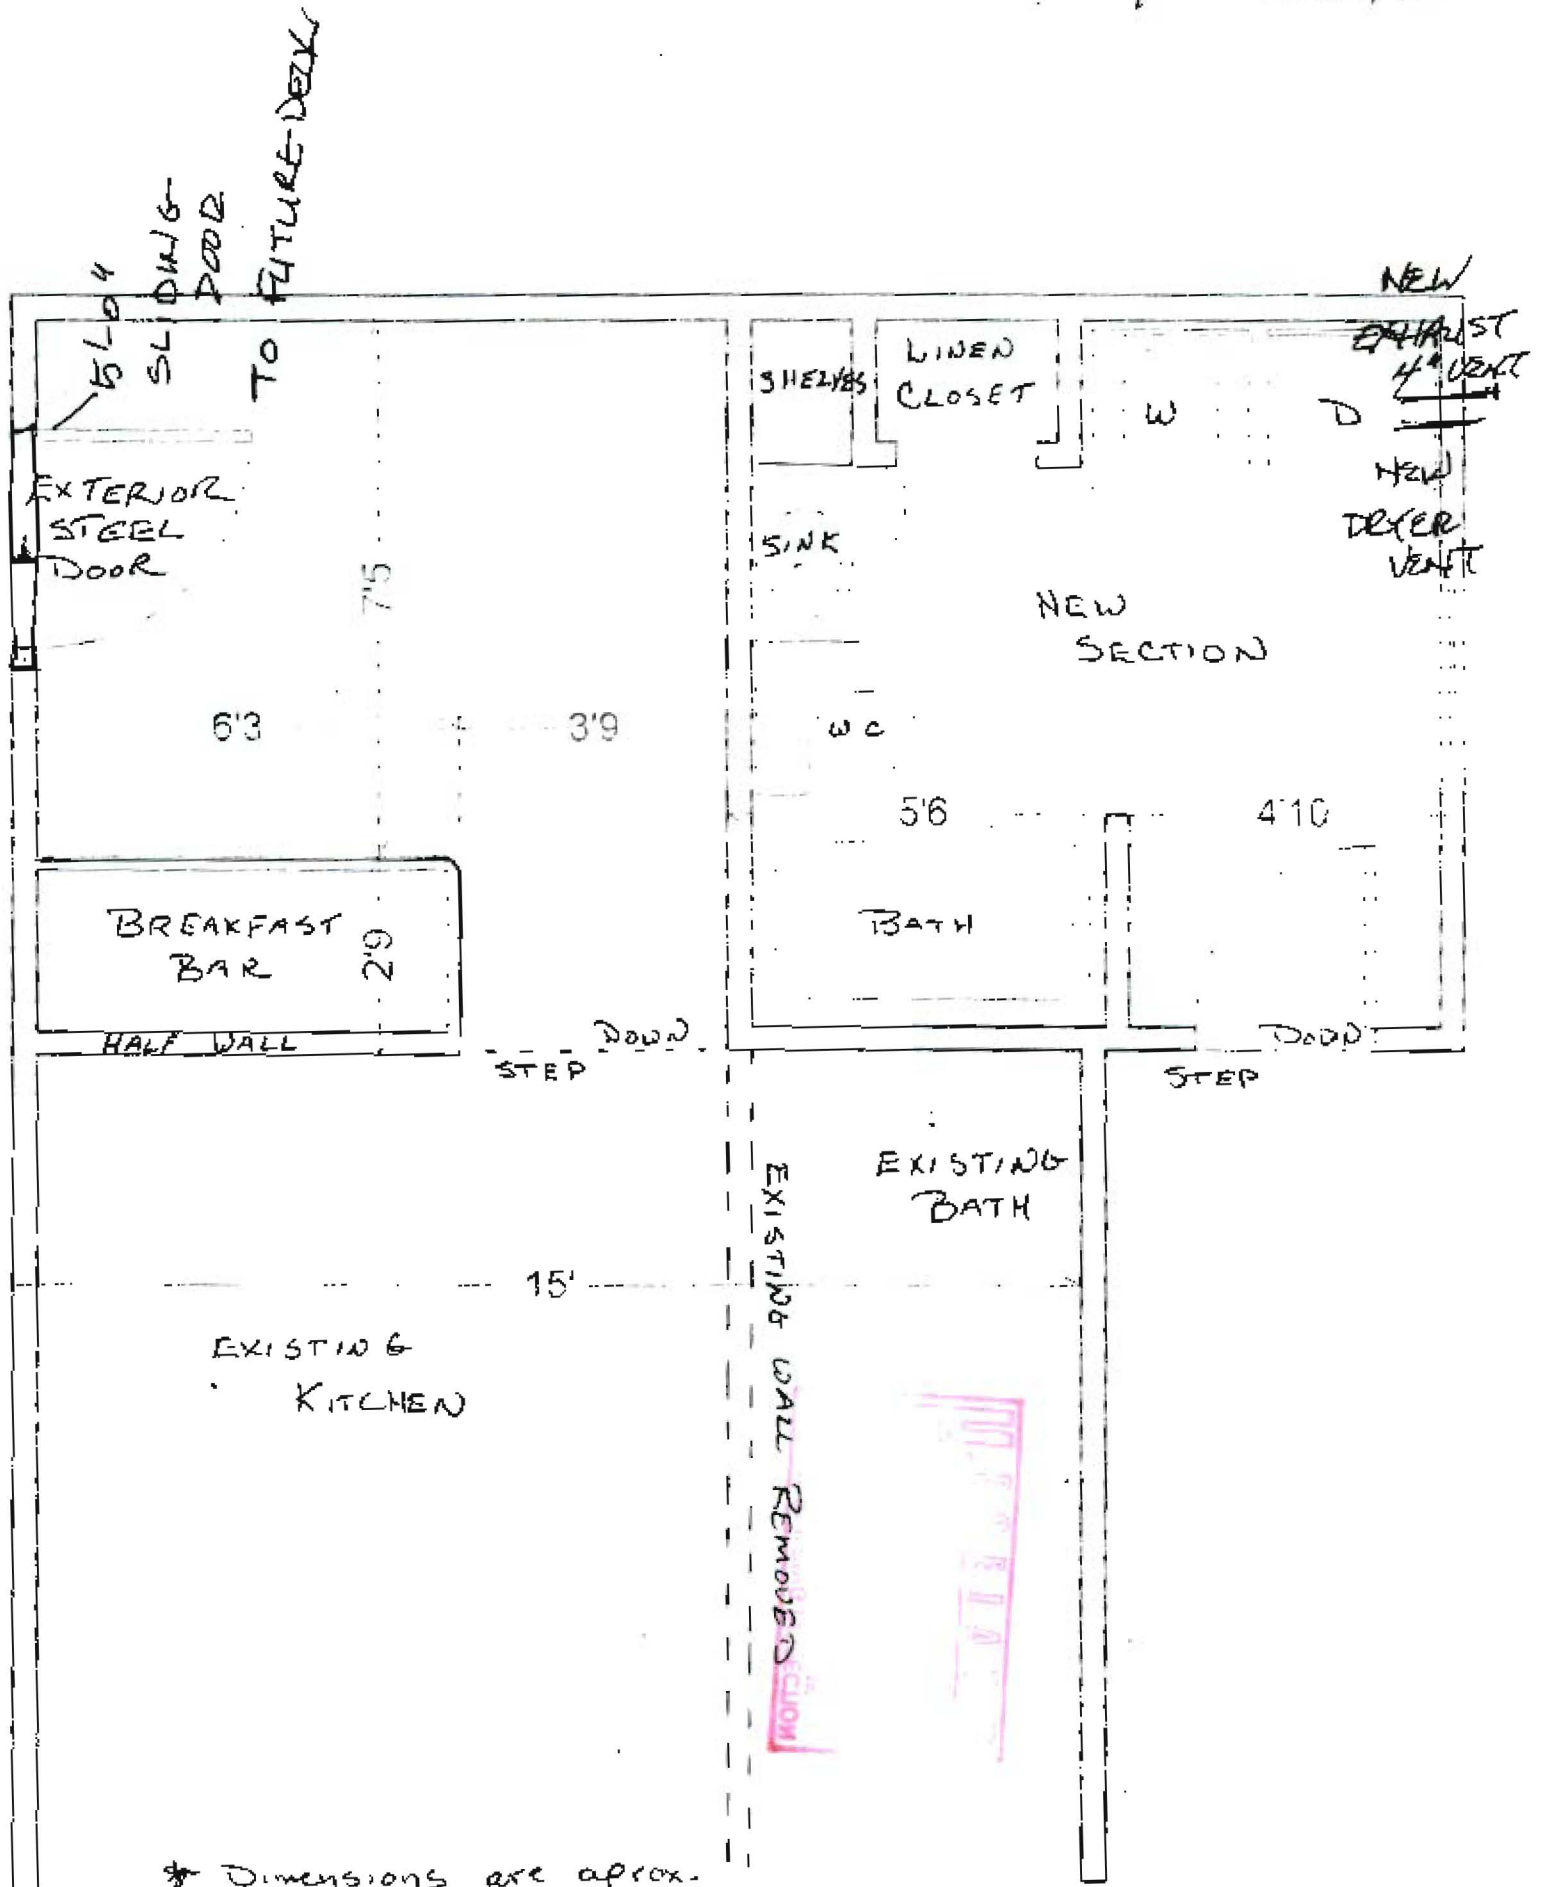 SLIDING
DOOR
TO FUTURE DECK
NEW
EXHAUST
4" VENT
SHELVES
LINEN
CLOSET
W
D
NEW
DRYER
VENT
EXTERIOR
STEEL
DOOR
7'5
SINK
NEW
SECTION
6'3
3'9
WC
5'6
4'10
BREAKFAST
BAR
2'9
BATH
HALF WALL
DOWN
STEP
DOWN
STEP
EXISTING
BATH
EXISTING WALL REMOVED
15'
EXISTING
KITCHEN
* Dimensions are aprox.